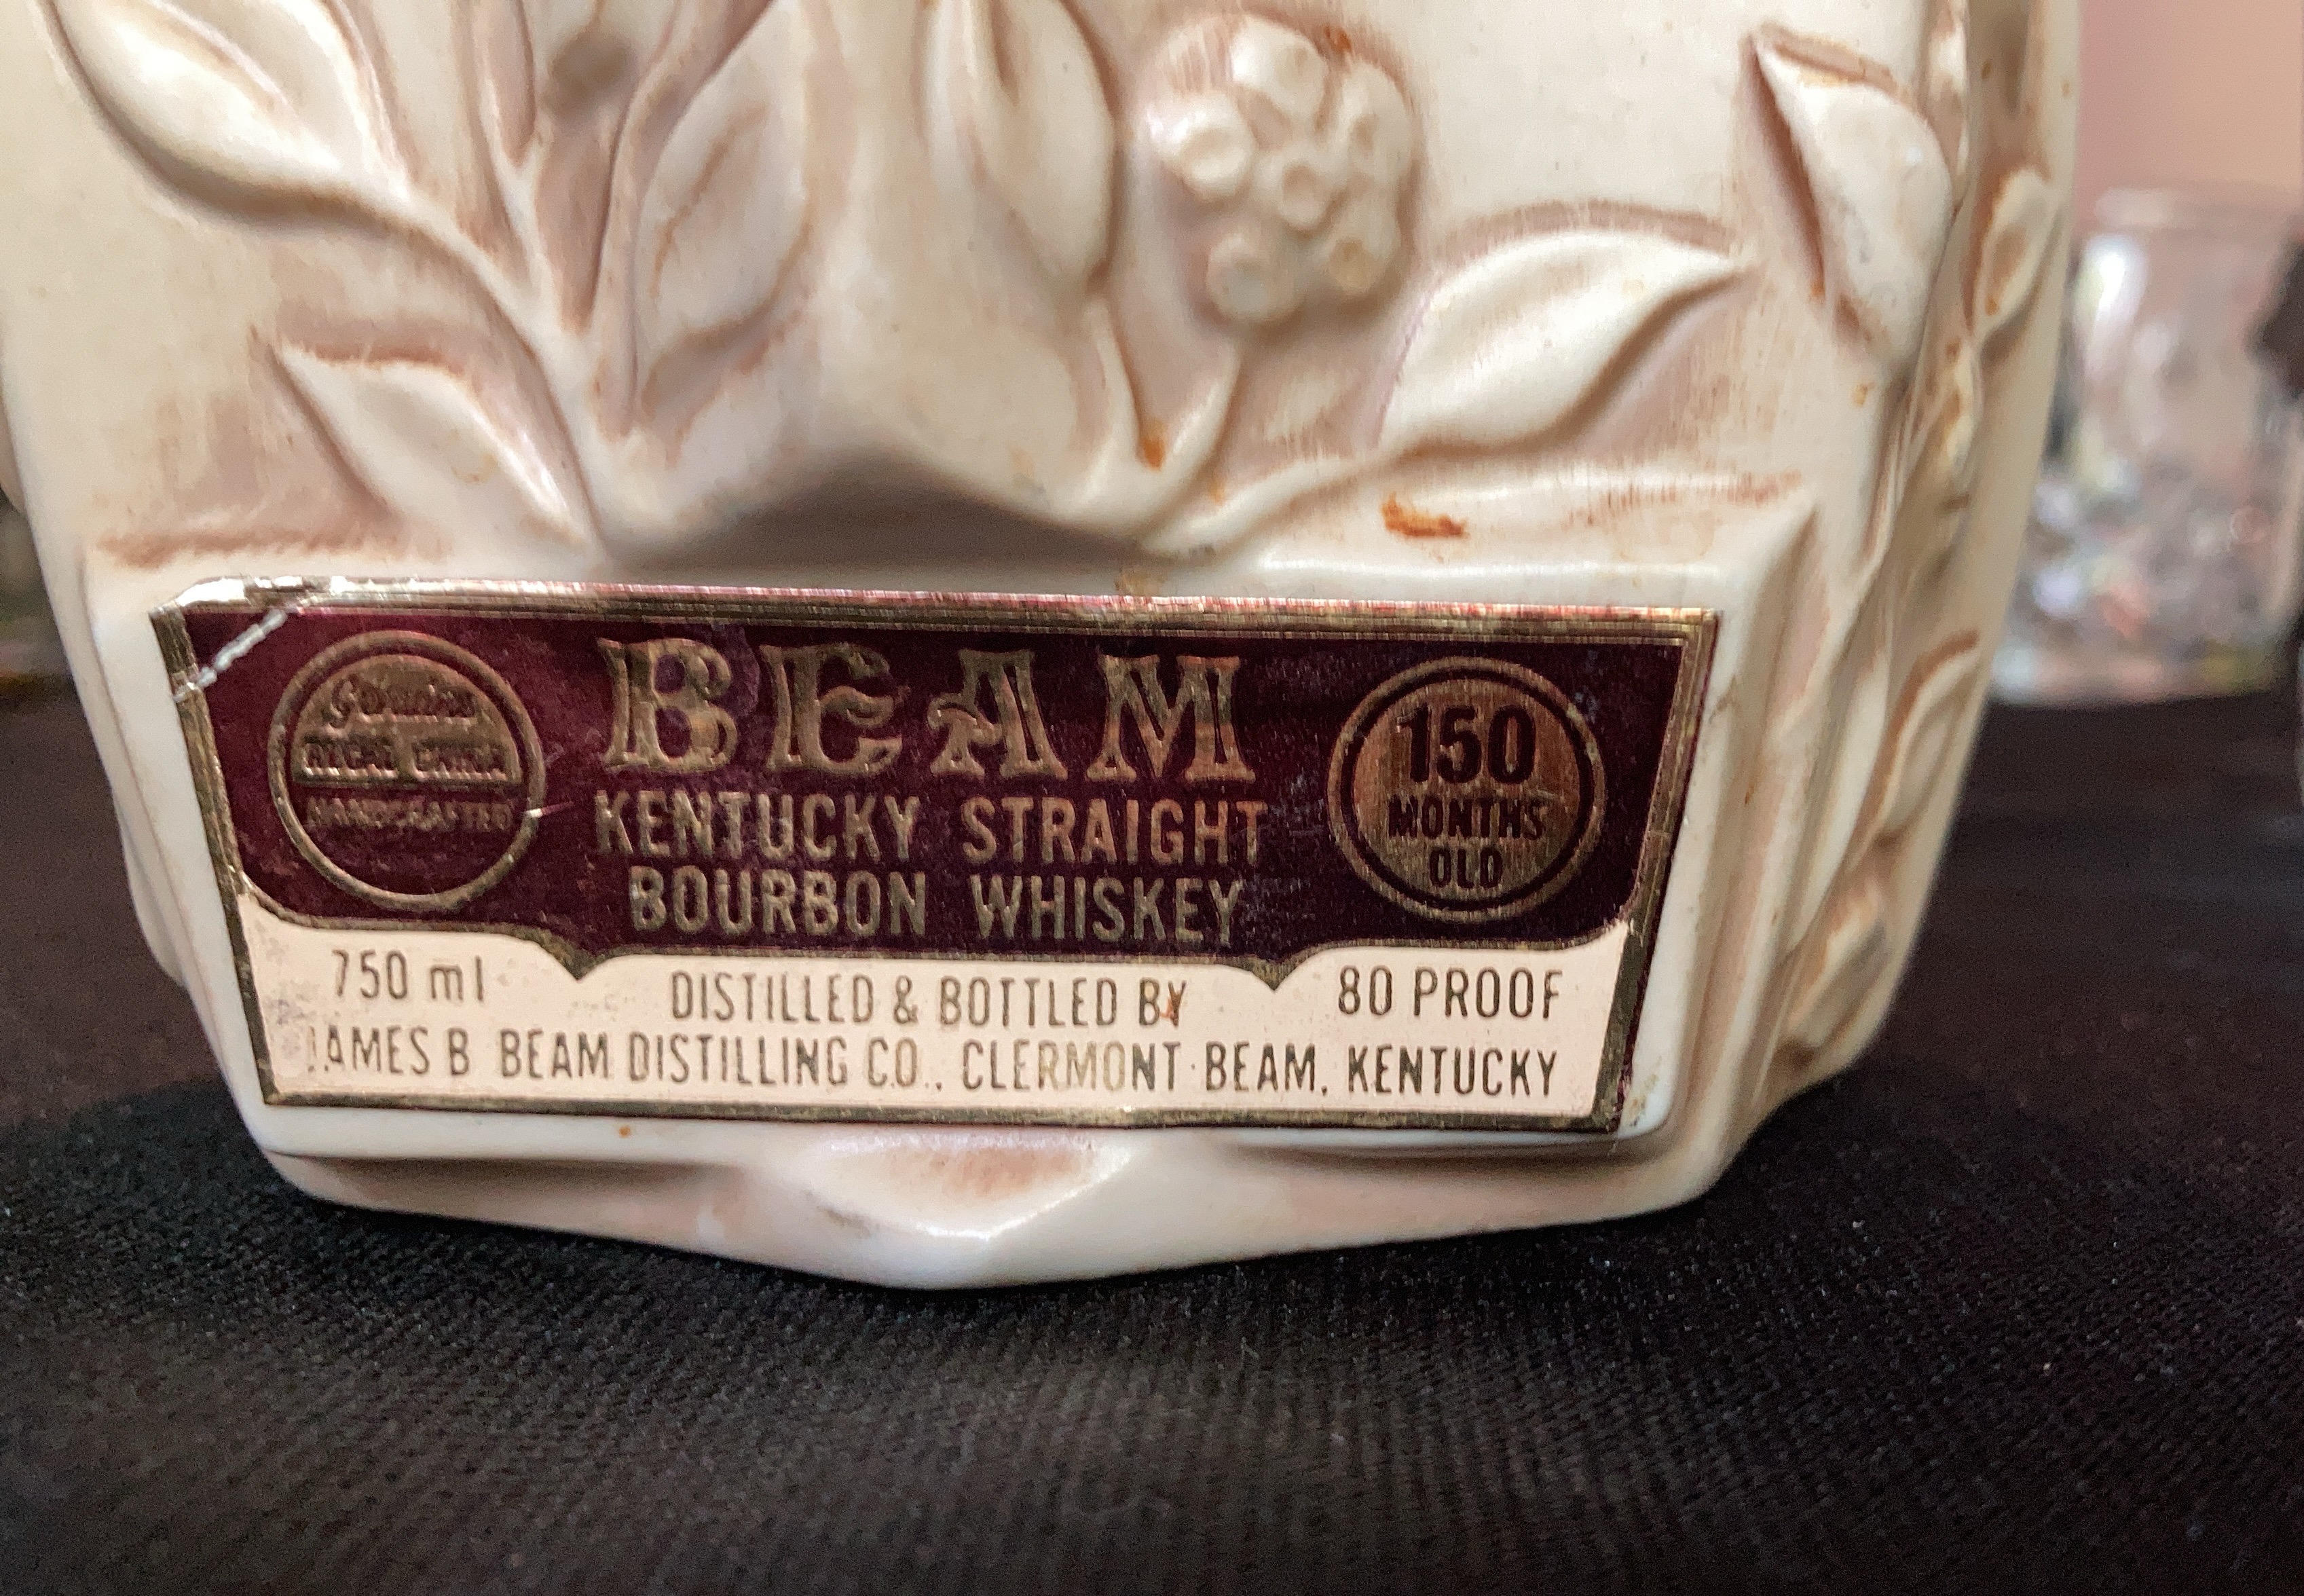 Genuine
REGAL CHINA
HANDCRAFTED
BEAM
KENTUCKY STRAIGHT
BOURBON WHISKEY
150
MONTHS
OLD
750 ml
DISTILLED & BOTTLED BY
80 PROOF
JAMES B BEAM DISTILLING CO., CLERMONT·BEAM, KENTUCKY